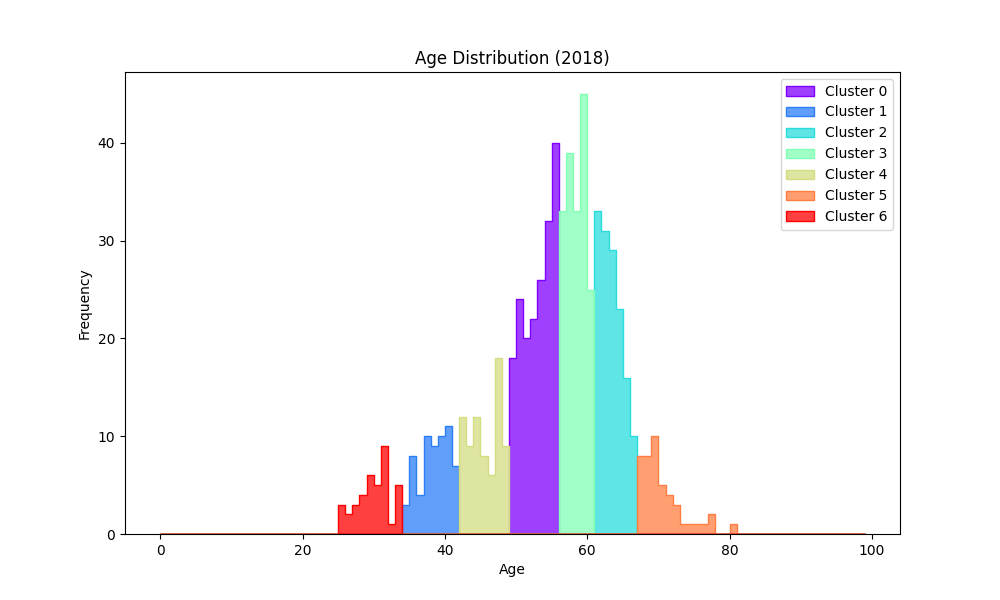 Age Distribution (2018)
Cluster 0
Cluster 1
Cluster 2
Cluster 3
Cluster 4
Cluster 5
Cluster 6
Frequency
40
30
20
10
0
0 20 40 60 80 100
Age